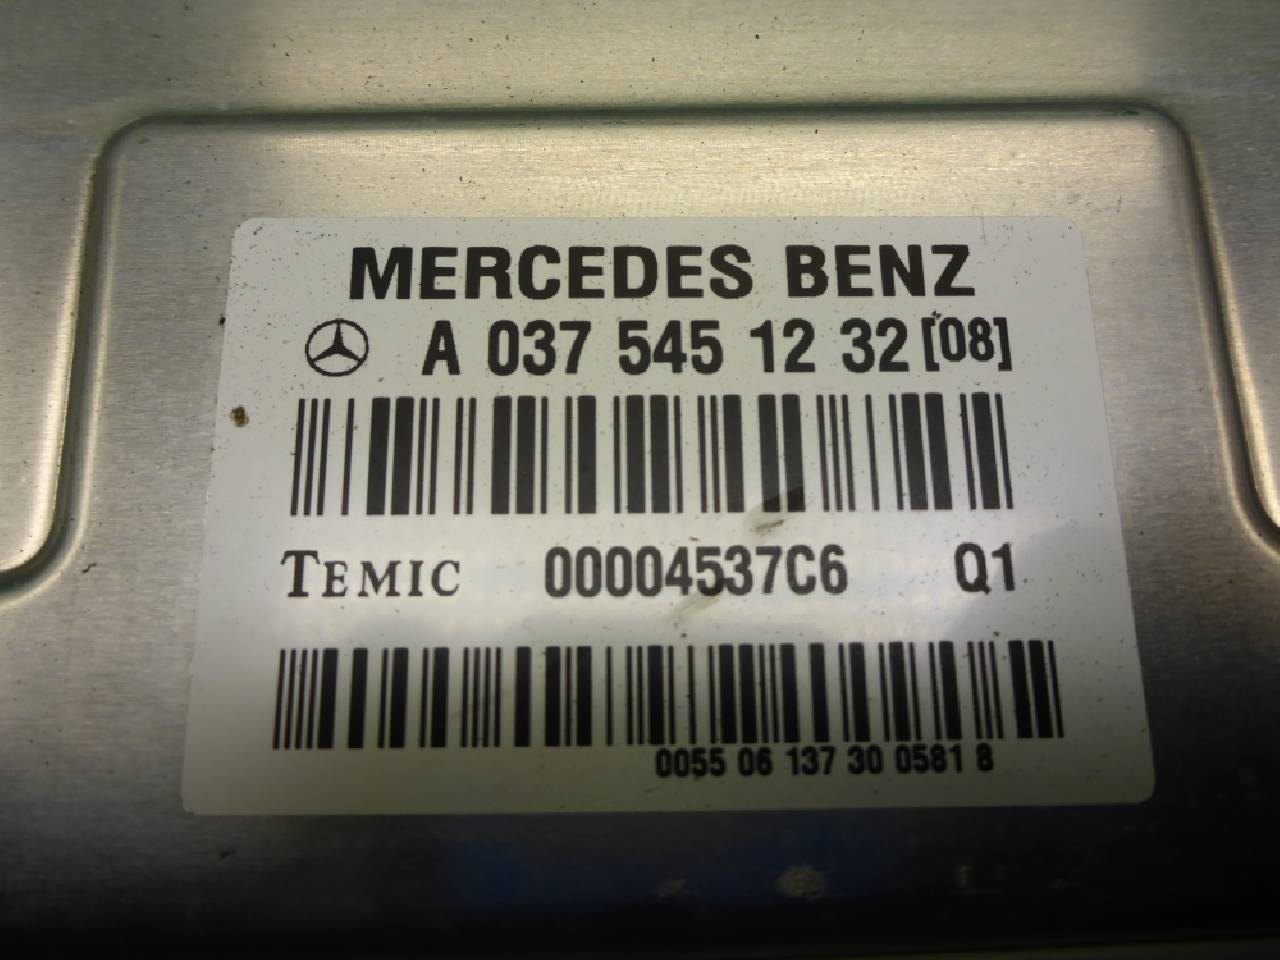 MERCEDES BENZ
A 037 545 12 32 [08]
TEMIC 00004537C6 Q1
0055 06 137 30 0581 8